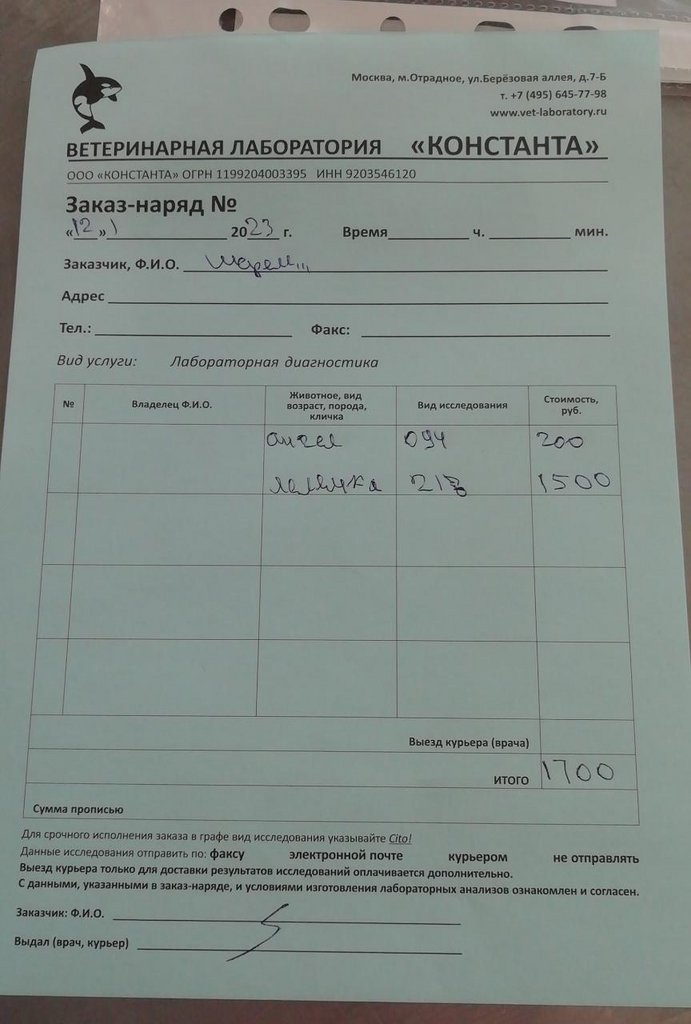 Москва, м.Отрадное, ул.Берёзовая аллея, д.7-Б
т. +7 (495) 645-77-98
www.vet-laboratory.ru
ВЕТЕРИНАРНАЯ ЛАБОРАТОРИЯ «КОНСТАНТА»
ООО «КОНСТАНТА» ОГРН 1199204003395 ИНН 9203546120
Заказ-наряд №
«12» 1 2023 г. Время ч. мин.
Заказчик, Ф.И.О.
Адрес
Тел.: Факс:
Вид услуги: Лабораторная диагностика
№ Владелец Ф.И.О. Животное, вид возраст, порода, кличка Вид исследования Стоимость, руб.
ангел 094 200
1500
Выезд курьера (врача)
ИТОГО 1700
Сумма прописью
Для срочного исполнения заказа в графе вид исследования указывайте Cito!
Данные исследования отправить по: факсу электронной почте курьером не отправлять
Выезд курьера только для доставки результатов исследований оплачивается дополнительно.
С данными, указанными в заказ-наряде, и условиями изготовления лабораторных анализов ознакомлен и согласен.
Заказчик: Ф.И.О.
Выдал (врач, курьер)